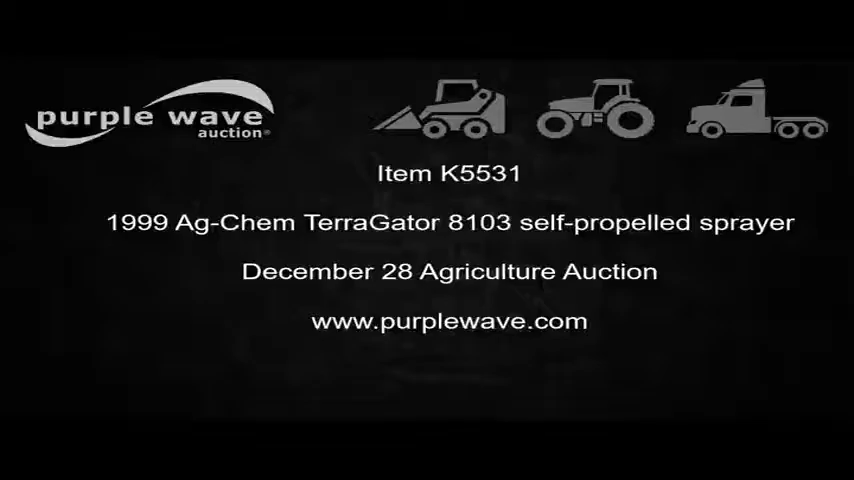 purple wave
auction®
Item K5531
1999 Ag-Chem TerraGator 8103 self-propelled sprayer
December 28 Agriculture Auction
www.purplewave.com